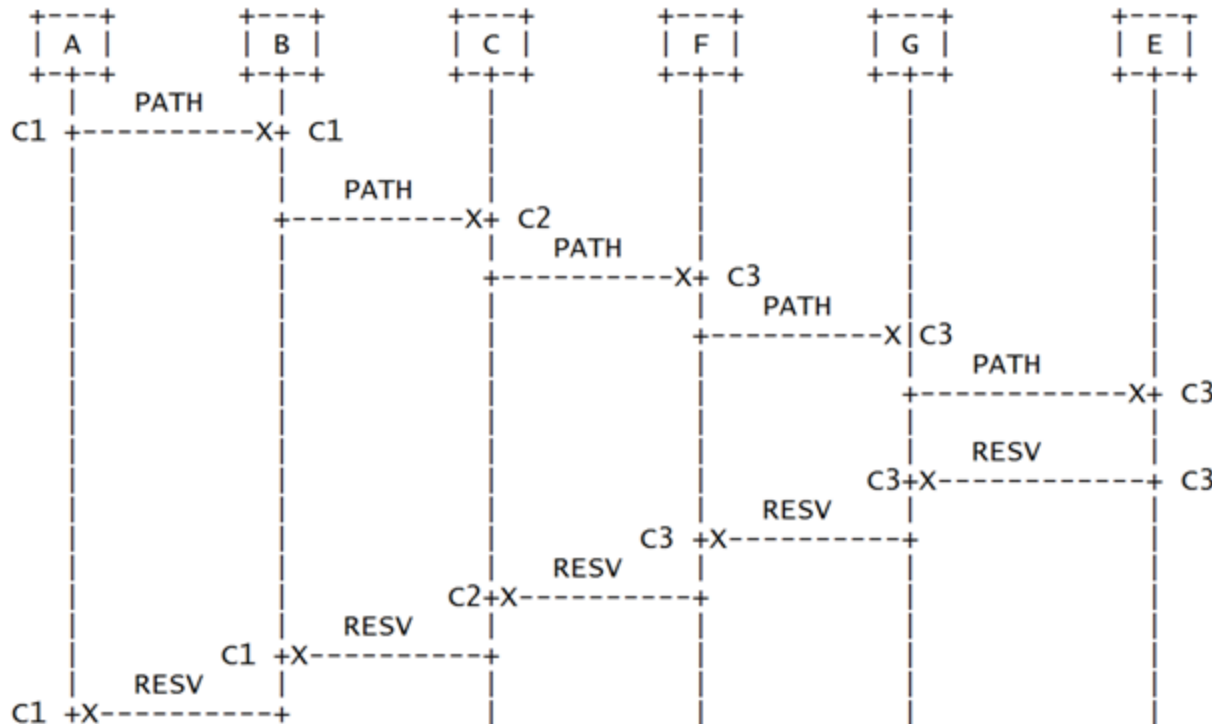 +---+ +---+ +---+ +---+ +---+ +---+
| A | | B | | C | | F | | G | | E |
+-+-+ +-+-+ +-+-+ +-+-+ +-+-+ +-+-+
PATH
C1 +----------X+ C1
PATH
+---------X+ C2
PATH
+---------X+ C3
PATH
+---------X|C3
PATH
+-----------X+ C3
RESV
C3+X-----------+ C3
RESV
C3 +X---------+
RESV
C2+X---------+
RESV
C1 +X---------+
RESV
C1 +X---------+